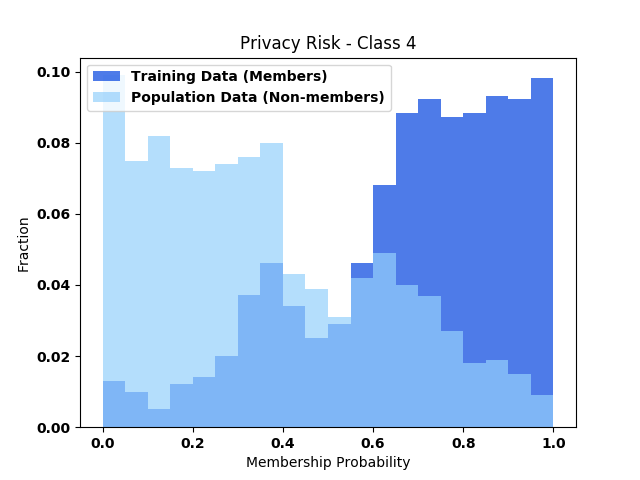 Privacy Risk - Class 4
Training Data (Members)
Population Data (Non-members)
0.10
0.08
0.06
0.04
0.02
0.00
Fraction
0.0 0.2 0.4 0.6 0.8 1.0
Membership Probability